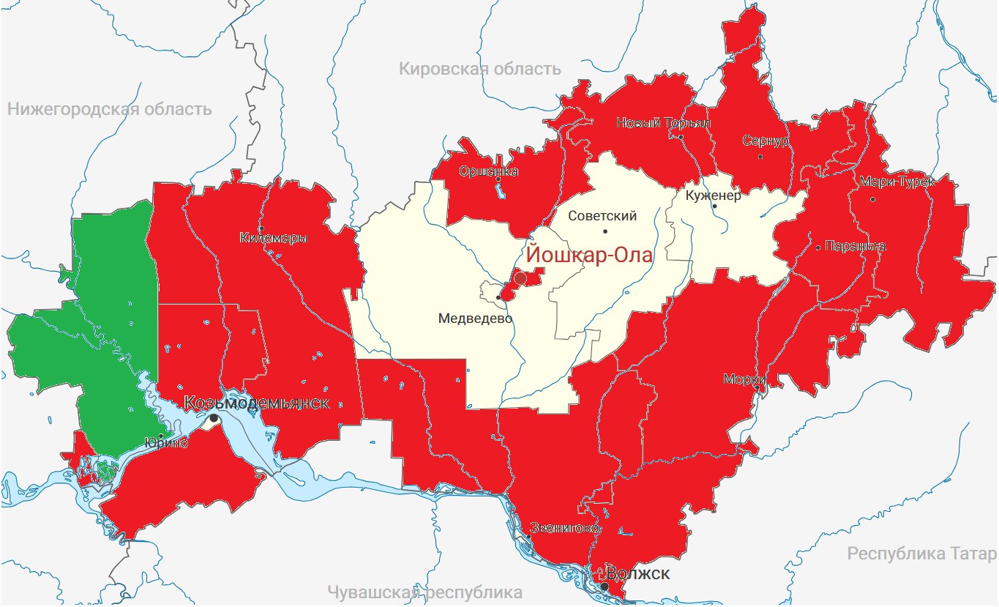 Кировская область
Нижегородская область
Новый Торъял
Сернур
Оршанка
Мари-Турек
Куженер
Советский
Килемары
Параньга
Йошкар-Ола
Медведево
Морки
Козьмодемьянск
Юрино
Звенигово
Республика Татар
Волжск
Чувашская республика